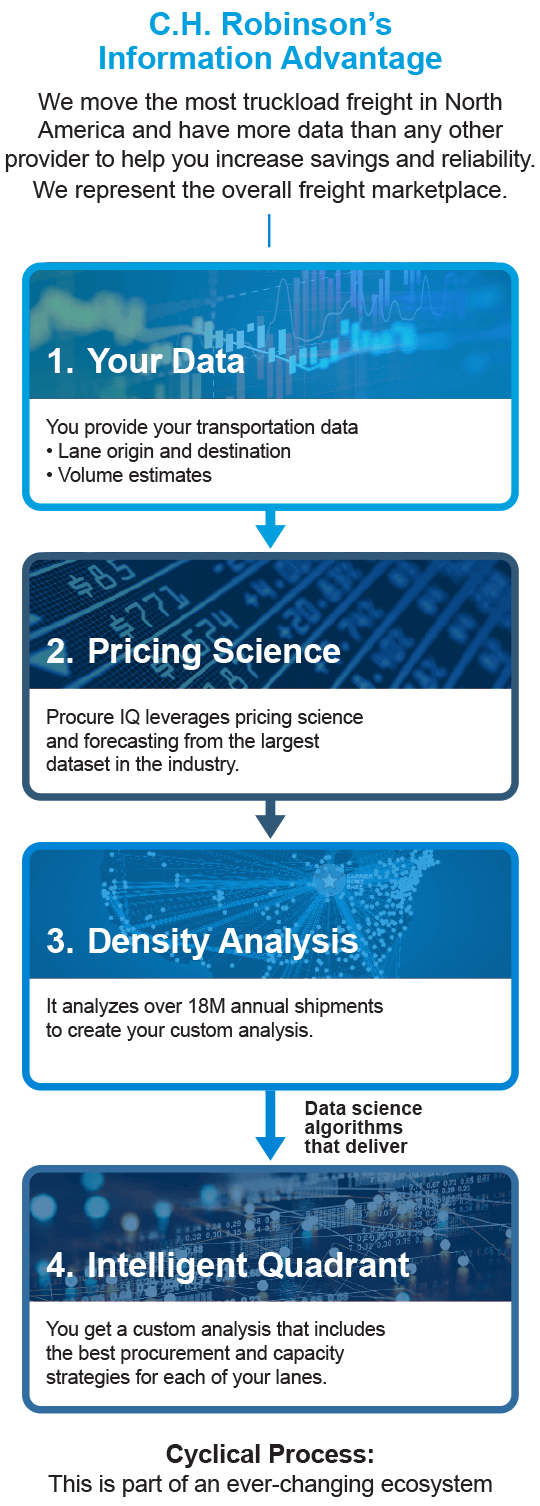 C.H. Robinson’s
Information Advantage
We move the most truckload freight in North
America and have more data than any other
provider to help you increase savings and reliability.
We represent the overall freight marketplace.
1. Your Data
You provide your transportation data
• Lane origin and destination
• Volume estimates
$85
$771
2. Pricing Science
Procure IQ leverages pricing science
and forecasting from the largest
dataset in the industry.
3. Density Analysis
It analyzes over 18M annual shipments
to create your custom analysis.
Data science
algorithms
that deliver
4. Intelligent Quadrant
You get a custom analysis that includes
the best procurement and capacity
strategies for each of your lanes.
Cyclical Process:
This is part of an ever-changing ecosystem